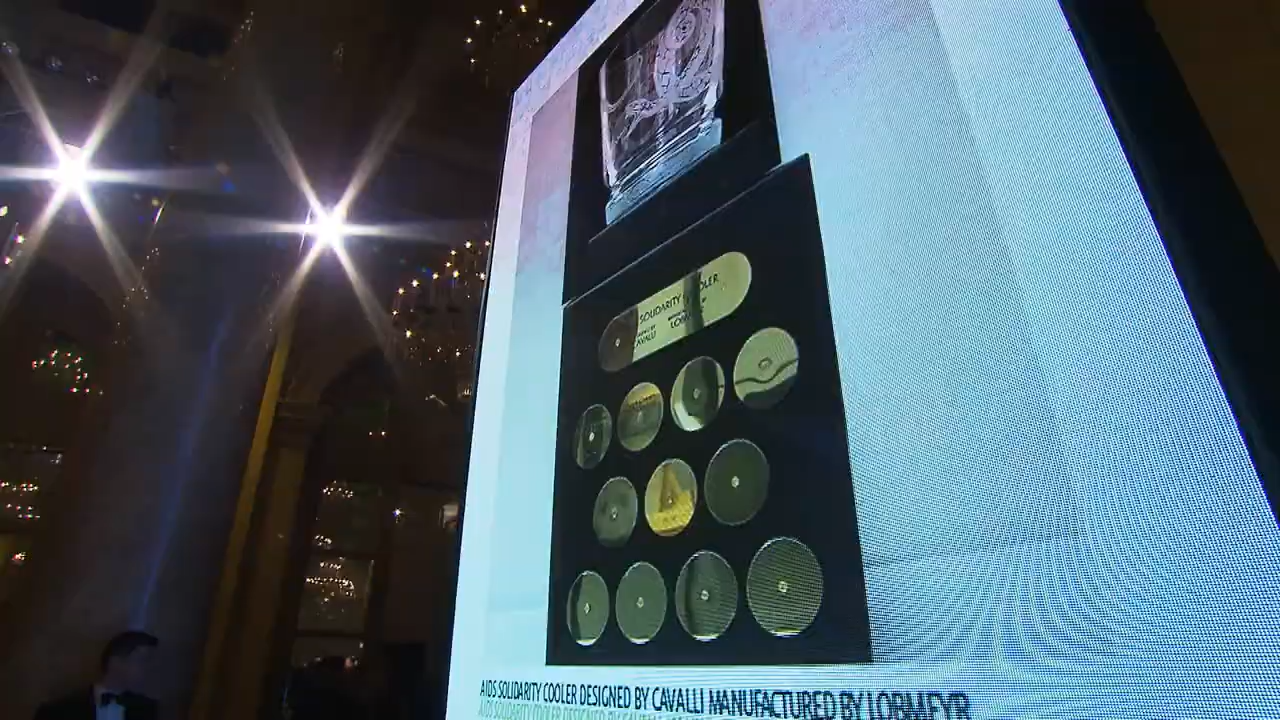 SOLIDARITY COOLER
CAVALLI
AIDS SOLIDARITY COOLER DESIGNED BY CAVALLI MANUFACTURED BY LOBMEYR